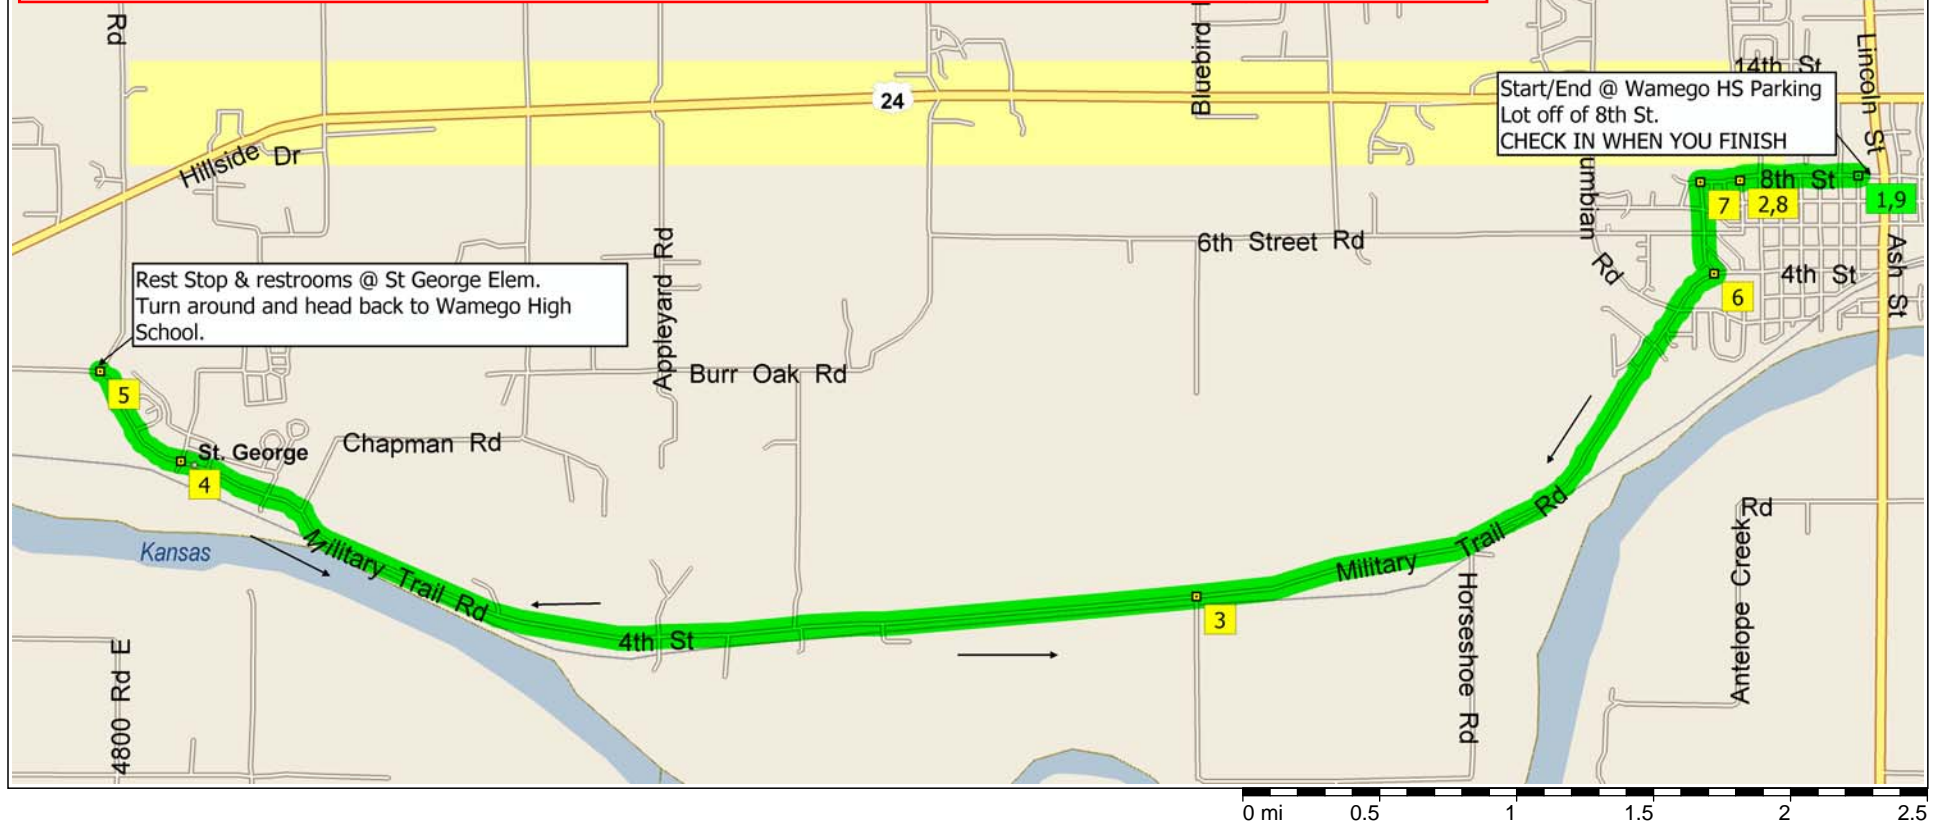 Rd
Bluebird
14th St
Lincoln St
24
Start/End @ Wamego HS Parking
Lot off of 8th St.
CHECK IN WHEN YOU FINISH
Hillside Dr
umbian Rd
8th St
7
2,8
1,9
6th Street Rd
Ash St
4th St
6
Rest Stop & restrooms @ St George Elem.
Turn around and head back to Wamego High
School.
Appleyard Rd
Burr Oak Rd
5
Chapman Rd
St. George
4
Kansas
Military Trail Rd
Military Trail Rd
Rd
Antelope Creek
Horseshoe Rd
3
4th St
4800 Rd E
0 mi 0.5 1 1.5 2 2.5